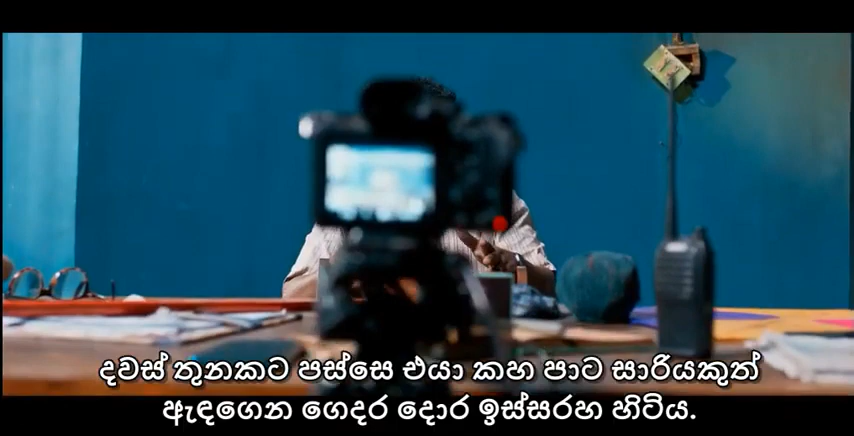 දවස් තුනකට පස්සෙ එයා කහ පාට සාරියකුත්
ඇඳගෙන ගෙදර දොර ඉස්සරහ හිටිය.